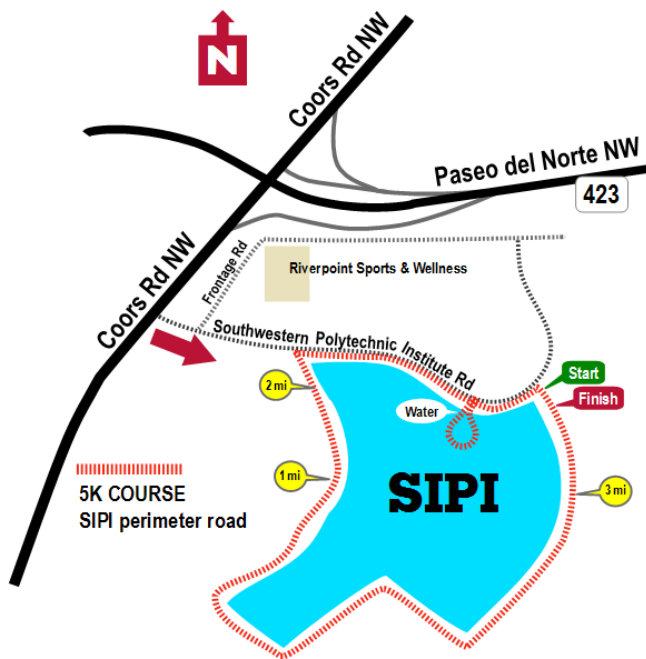 N
Coors Rd NW
Paseo del Norte NW
423
Coors Rd NW
Frontage Rd
Riverpoint Sports & Wellness
Southwestern Polytechnic Institute Rd
Start
2 mi
Finish
Water
1 mi
SIPI
3 mi
5K COURSE
SIPI perimeter road